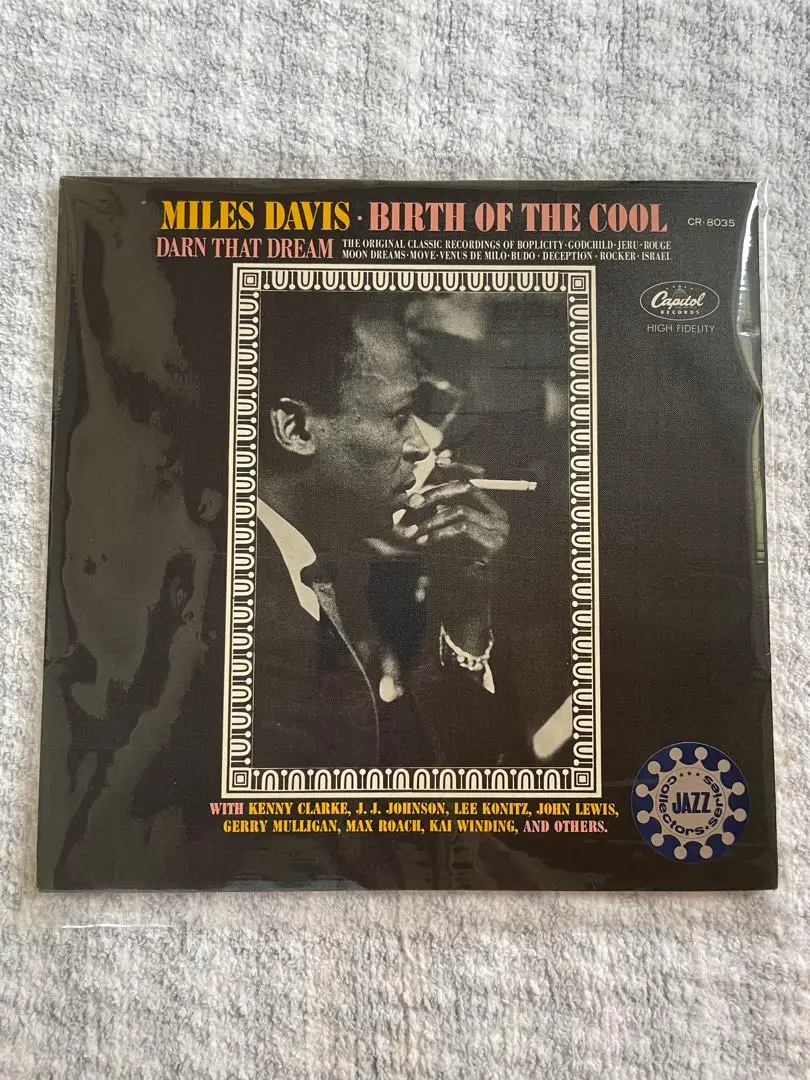 MILES DAVIS · BIRTH OF THE COOL
CR-8035
DARN THAT DREAM
THE ORIGINAL CLASSIC RECORDINGS OF BOPLICITY · GODCHILD · JERU · ROUGE
MOON DREAMS · MOVE · VENUS DE MILO · BUDO · DECEPTION · ROCKER · ISRAEL
Capitol
RECORDS
HIGH FIDELITY
JAZZ
collectors·series
WITH KENNY CLARKE, J. J. JOHNSON, LEE KONITZ, JOHN LEWIS,
GERRY MULLIGAN, MAX ROACH, KAI WINDING, AND OTHERS.